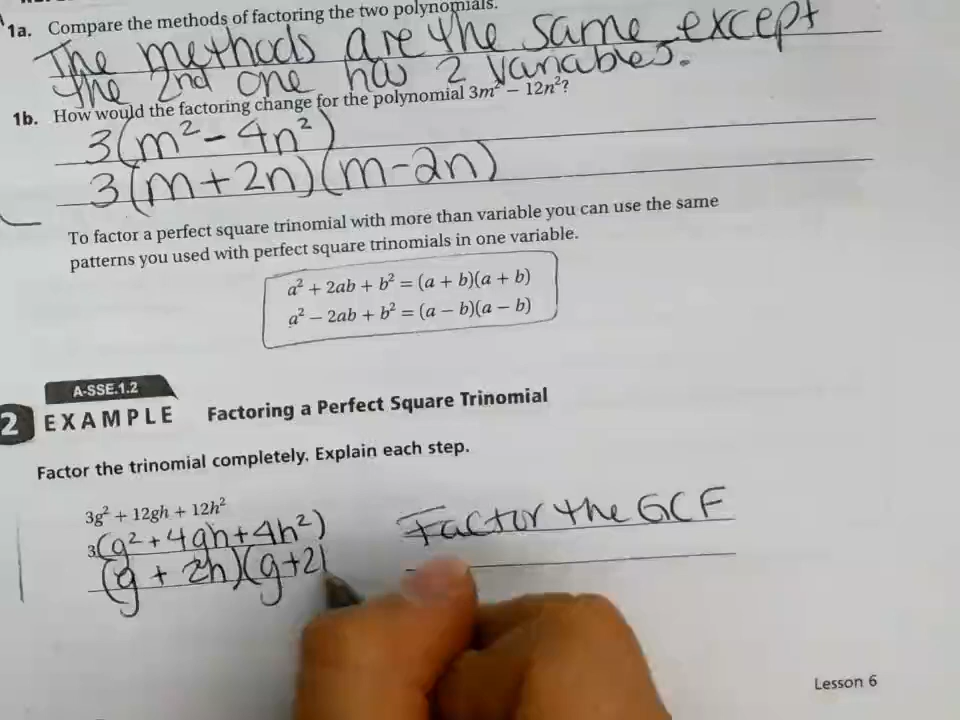 1a. Compare the methods of factoring the two polynomials.
The methods are the same except
the 2nd one has 2 variables.
1b. How would the factoring change for the polynomial 3m² − 12n²?
3(m² − 4n²)
3(m + 2n)(m − 2n)
To factor a perfect square trinomial with more than variable you can use the same
patterns you used with perfect square trinomials in one variable.
a² + 2ab + b² = (a + b)(a + b)
a² − 2ab + b² = (a − b)(a − b)
A-SSE.1.2
2 EXAMPLE Factoring a Perfect Square Trinomial
Factor the trinomial completely. Explain each step.
3g² + 12gh + 12h²
3(g² + 4gh + 4h²) Factor the GCF
(g + 2h)(g + 2
Lesson 6